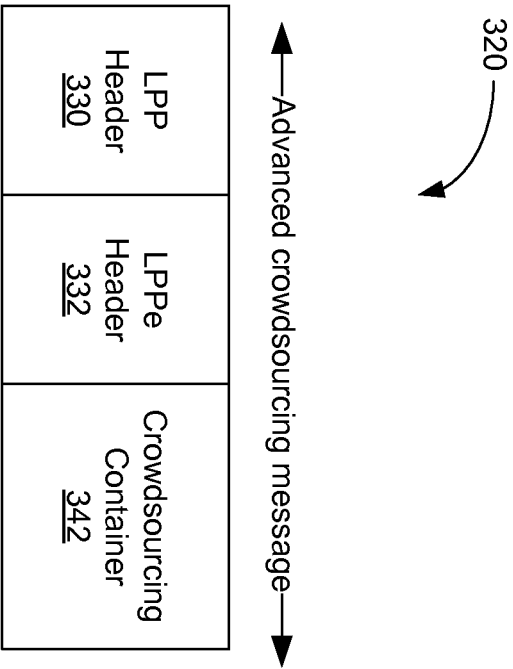 320
Advanced crowdsourcing message
LPP
Header
330
LPPe
Header
332
Crowdsourcing
Container
342